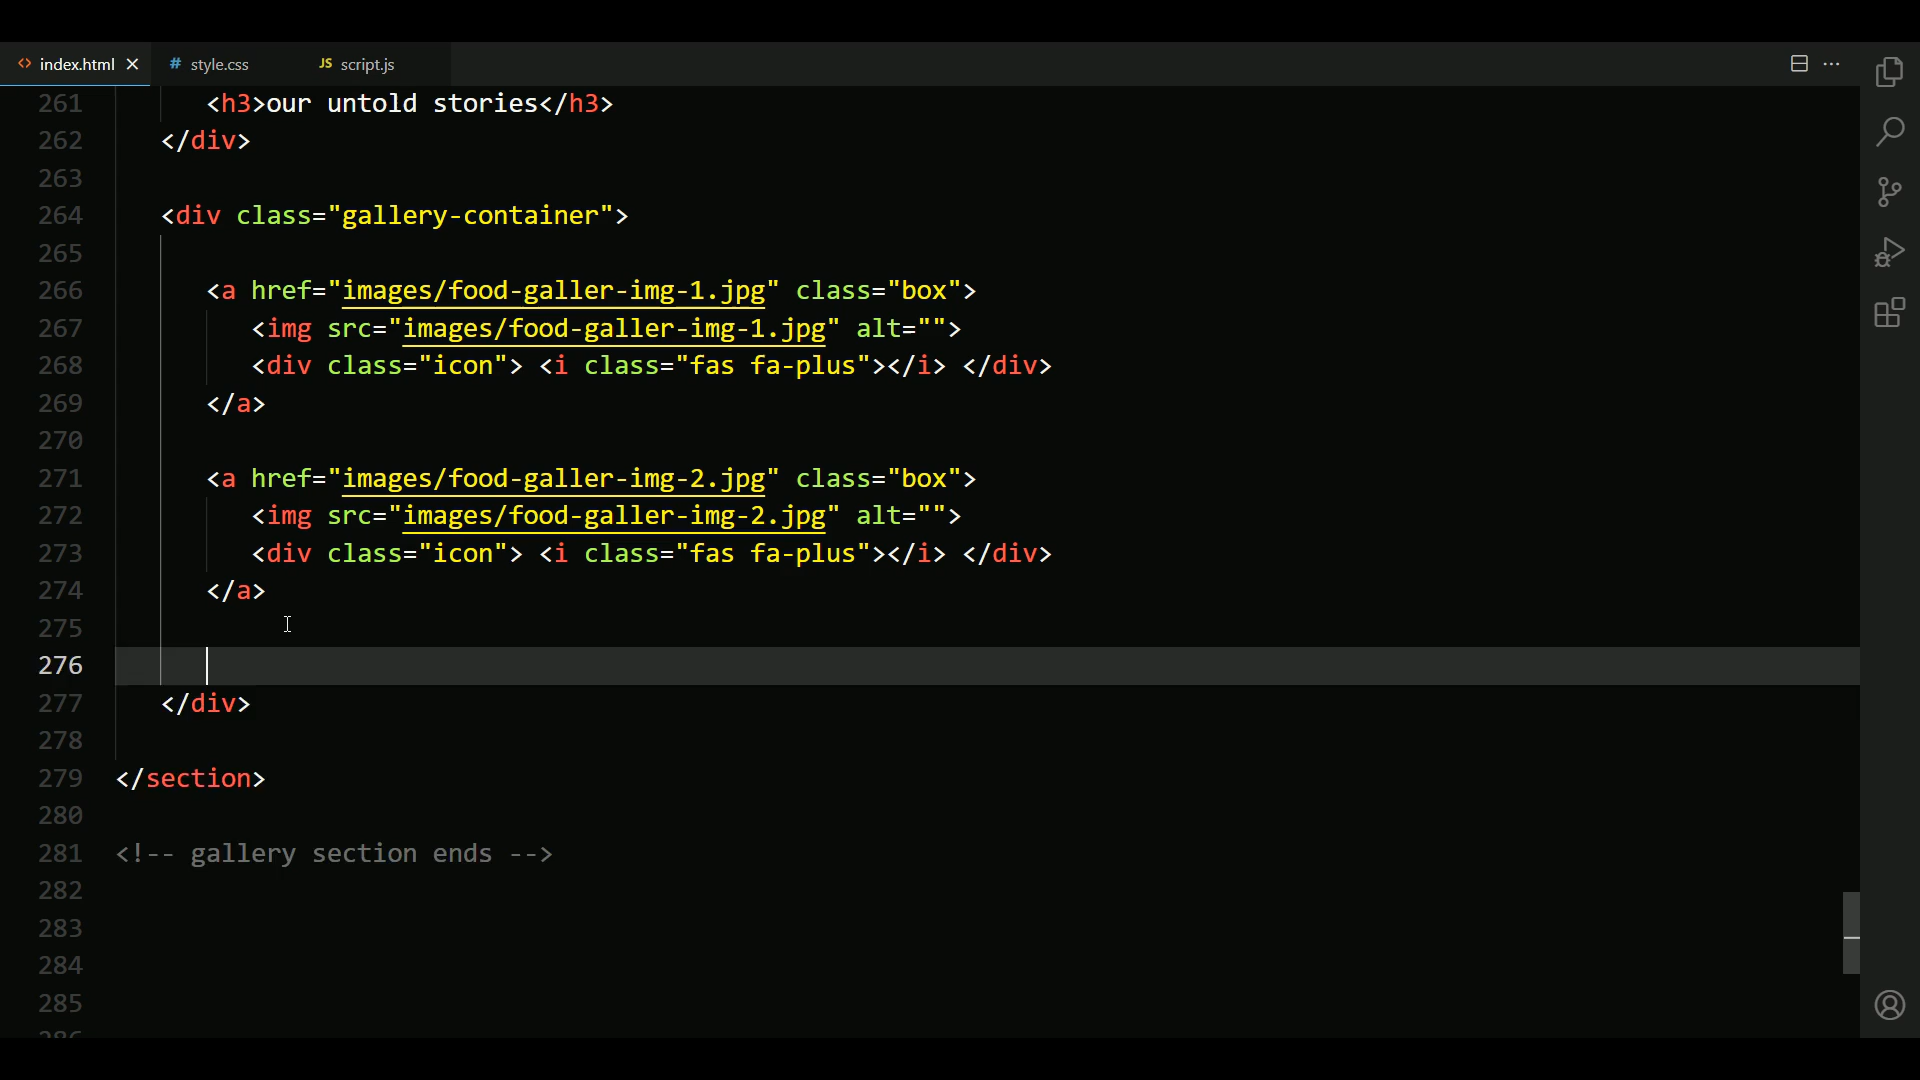 index.html style.css JS script.js
261 <h3>our untold stories</h3>
262 </div>
263
264 <div class="gallery-container">
265
266 <a href="images/food-galler-img-1.jpg" class="box">
267 <img src="images/food-galler-img-1.jpg" alt="">
268 <div class="icon"> <i class="fas fa-plus"></i> </div>
269 </a>
270
271 <a href="images/food-galler-img-2.jpg" class="box">
272 <img src="images/food-galler-img-2.jpg" alt="">
273 <div class="icon"> <i class="fas fa-plus"></i> </div>
274 </a>
275
276
277 </div>
278
279 </section>
280
281 <!-- gallery section ends -->
282
283
284
285